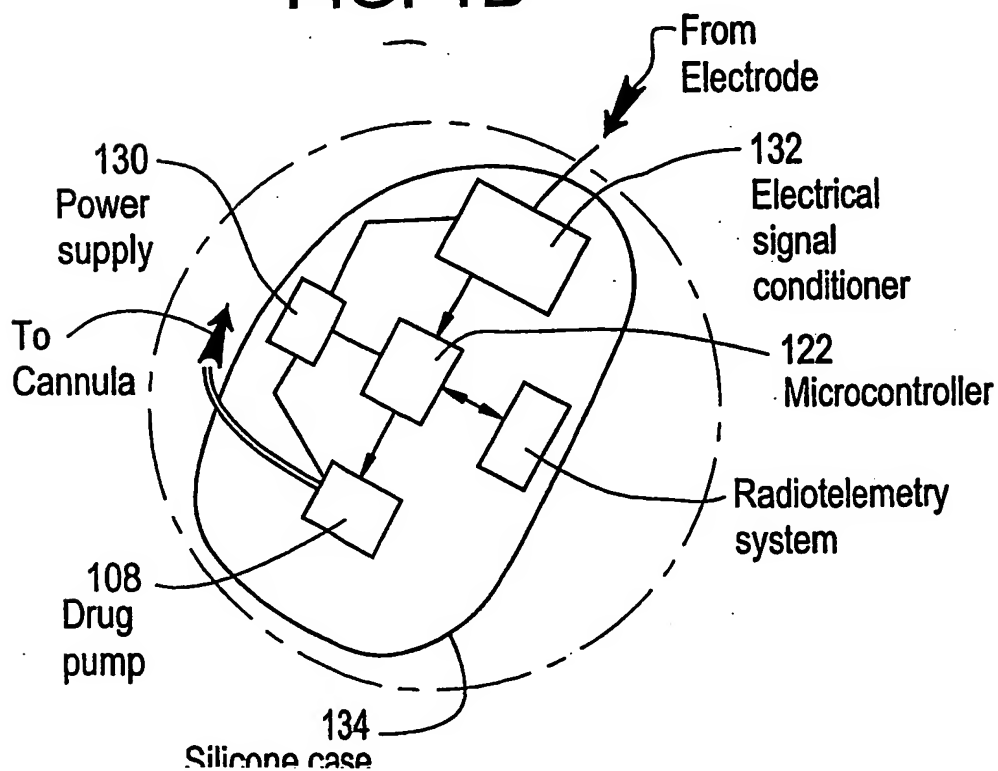 From
Electrode
130
Power
supply
132
Electrical
signal
conditioner
To
Cannula
122
Microcontroller
Radiotelemetry
system
108
Drug
pump
134
Silicone case